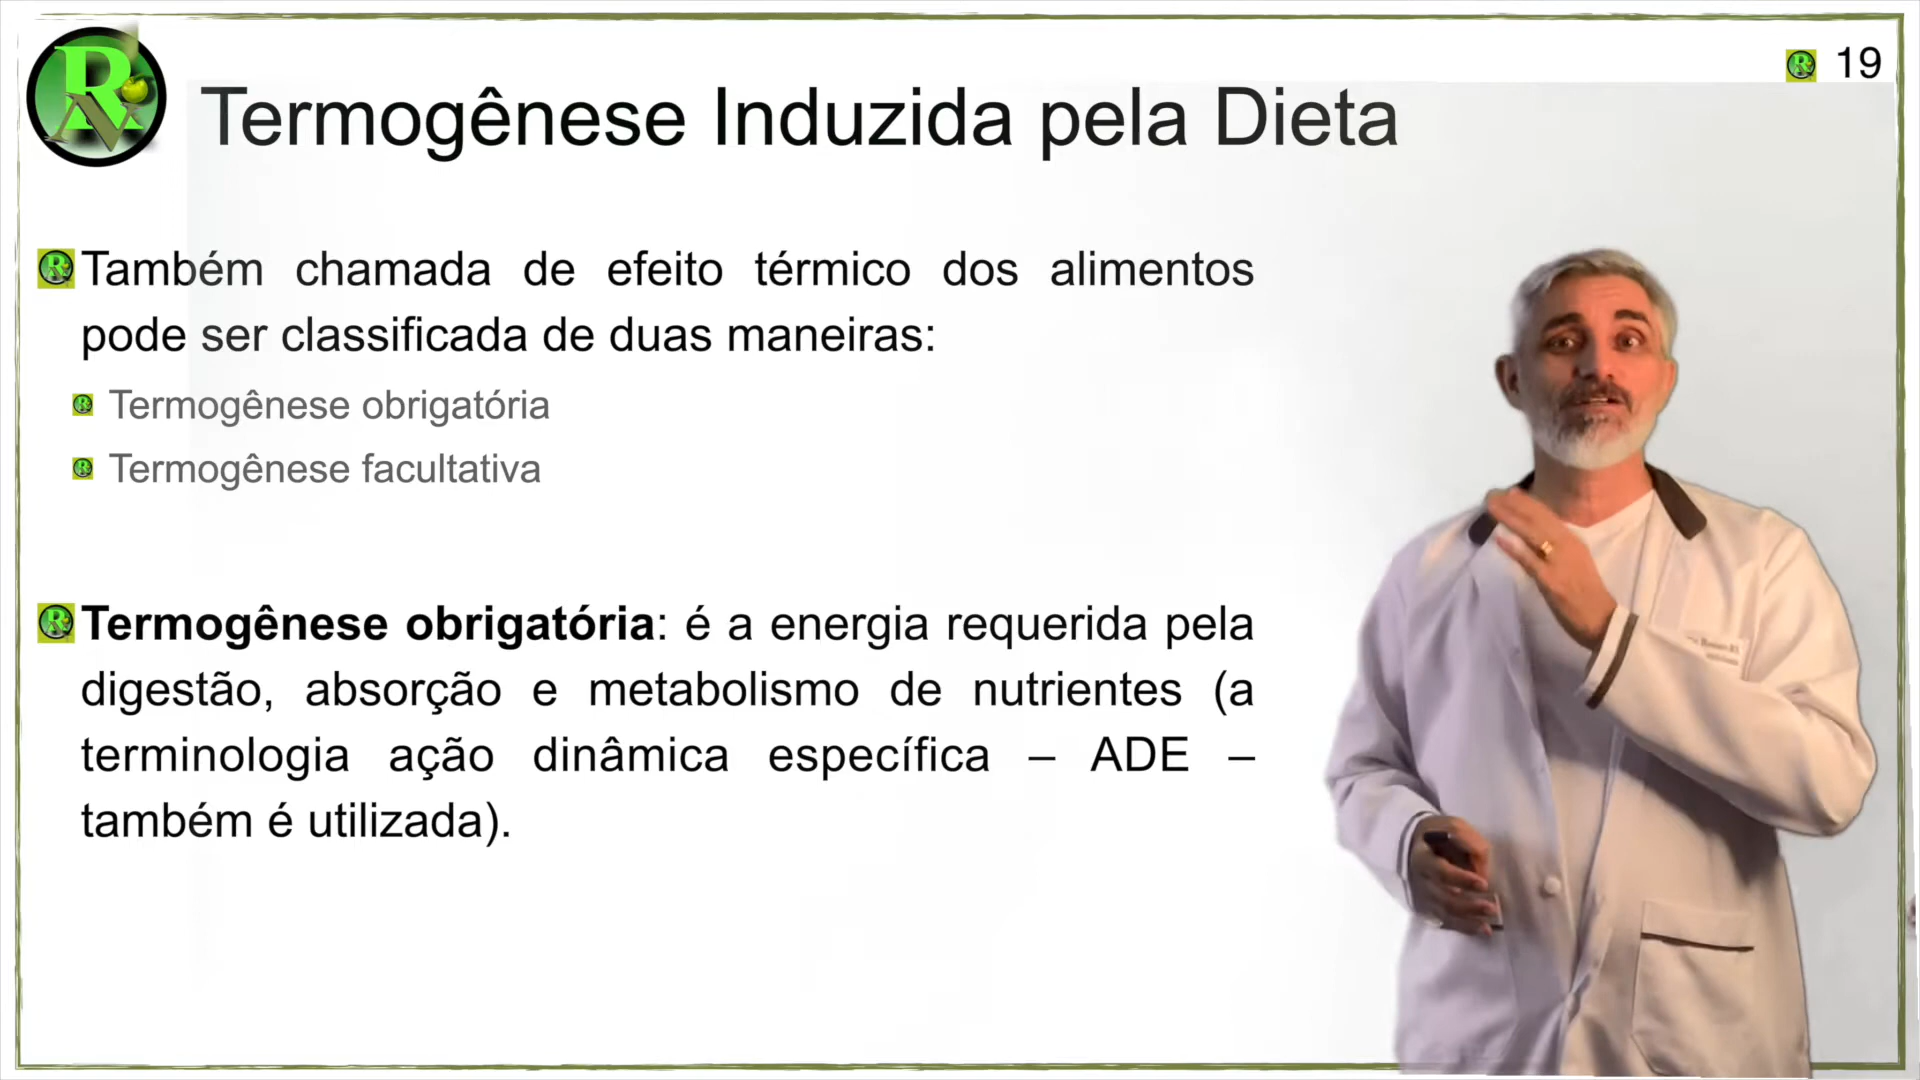 19
Termogênese Induzida pela Dieta
Também chamada de efeito térmico dos alimentos
pode ser classificada de duas maneiras:
Termogênese obrigatória
Termogênese facultativa
Termogênese obrigatória: é a energia requerida pela
digestão, absorção e metabolismo de nutrientes (a
terminologia ação dinâmica específica – ADE –
também é utilizada).